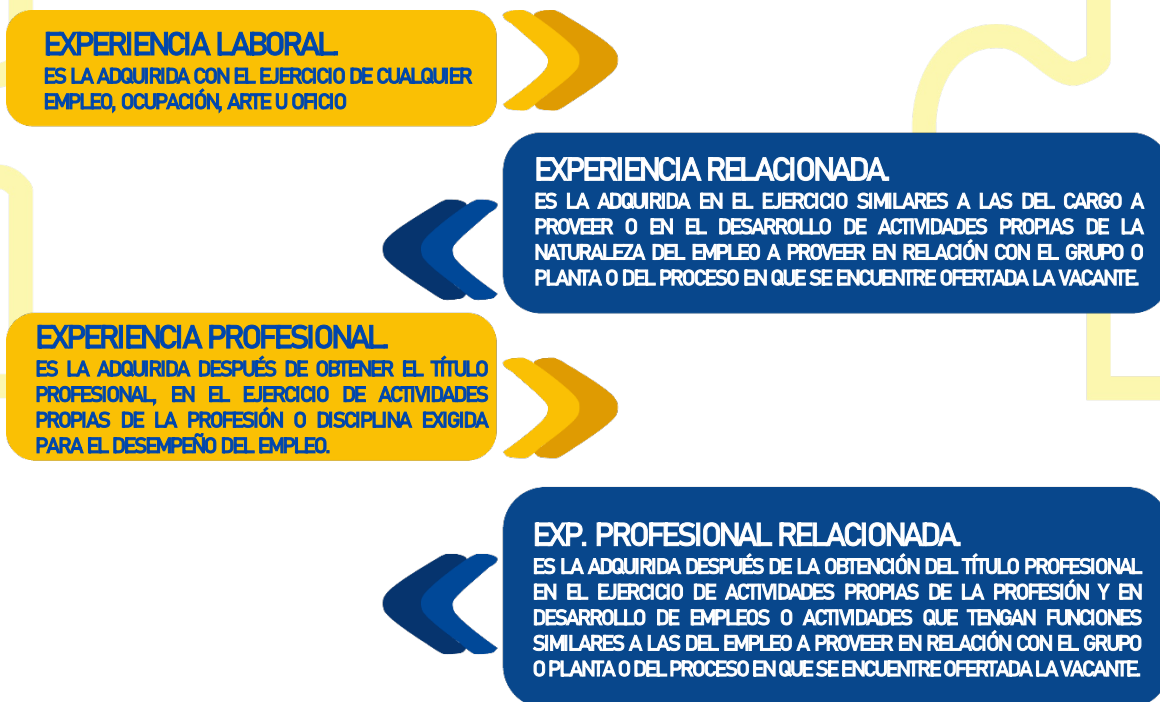 EXPERIENCIA LABORAL.
ES LA ADQUIRIDA CON EL EJERCICIO DE CUALQUIER
EMPLEO, OCUPACIÓN, ARTE U OFICIO
EXPERIENCIA RELACIONADA.
ES LA ADQUIRIDA EN EL EJERCICIO SIMILARES A LAS DEL CARGO A
PROVEER O EN EL DESARROLLO DE ACTIVIDADES PROPIAS DE LA
NATURALEZA DEL EMPLEO A PROVEER EN RELACIÓN CON EL GRUPO O
PLANTA O DEL PROCESO EN QUE SE ENCUENTRE OFERTADA LA VACANTE.
EXPERIENCIA PROFESIONAL.
ES LA ADQUIRIDA DESPUÉS DE OBTENER EL TÍTULO
PROFESIONAL, EN EL EJERCICIO DE ACTIVIDADES
PROPIAS DE LA PROFESIÓN O DISCIPLINA EXIGIDA
PARA EL DESEMPEÑO DEL EMPLEO.
EXP. PROFESIONAL RELACIONADA.
ES LA ADQUIRIDA DESPUÉS DE LA OBTENCIÓN DEL TÍTULO PROFESIONAL
EN EL EJERCICIO DE ACTIVIDADES PROPIAS DE LA PROFESIÓN Y EN
DESARROLLO DE EMPLEOS O ACTIVIDADES QUE TENGAN FUNCIONES
SIMILARES A LAS DEL EMPLEO A PROVEER EN RELACIÓN CON EL GRUPO
O PLANTA O DEL PROCESO EN QUE SE ENCUENTRE OFERTADA LA VACANTE.